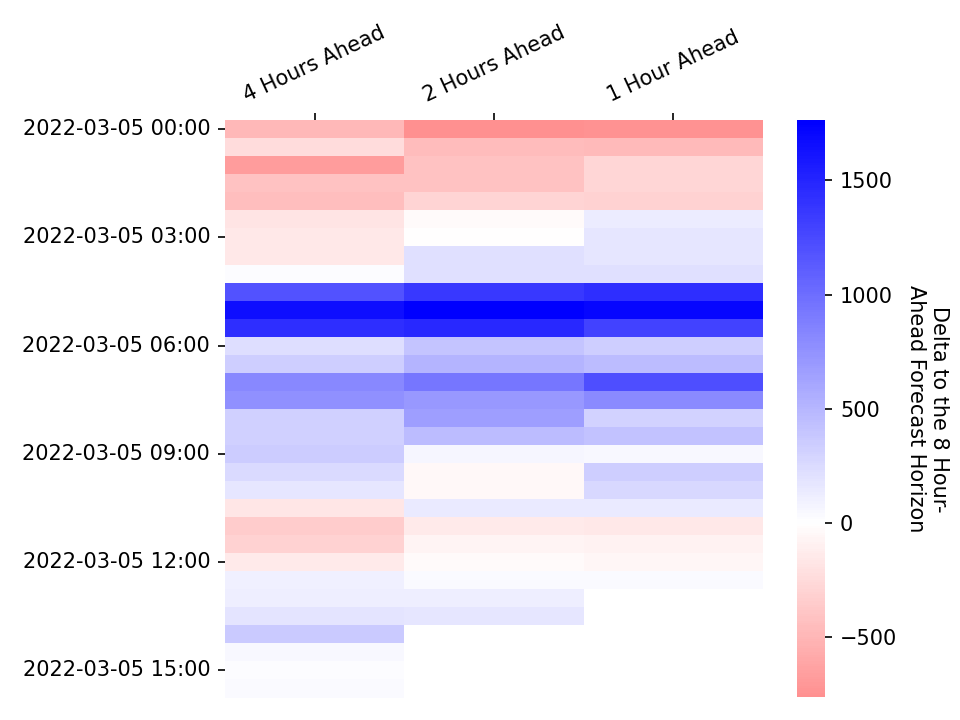 4 Hours Ahead
2 Hours Ahead
1 Hour Ahead
2022-03-05 00:00
2022-03-05 03:00
2022-03-05 06:00
2022-03-05 09:00
2022-03-05 12:00
2022-03-05 15:00
1500
1000
500
0
−500
Delta to the 8 Hour-
Ahead Forecast Horizon